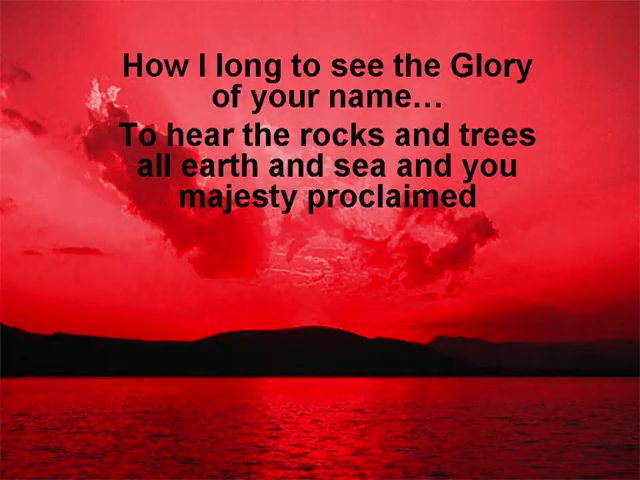 How I long to see the Glory
of your name…
To hear the rocks and trees
all earth and sea and you
majesty proclaimed